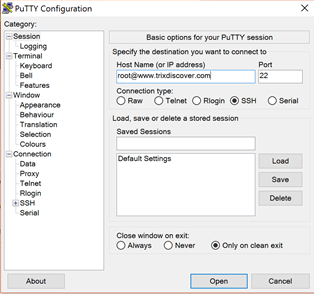 PuTTY Configuration
Category:
Session
Logging
Terminal
Keyboard
Bell
Features
Window
Appearance
Behaviour
Translation
Selection
Colours
Connection
Data
Proxy
Telnet
Rlogin
SSH
Serial
Basic options for your PuTTY session
Specify the destination you want to connect to
Host Name (or IP address) Port
root@www.trixdiscover.com 22
Connection type:
Raw Telnet Rlogin SSH Serial
Load, save or delete a stored session
Saved Sessions
Default Settings
Load
Save
Delete
Close window on exit:
Always Never Only on clean exit
About Open Cancel